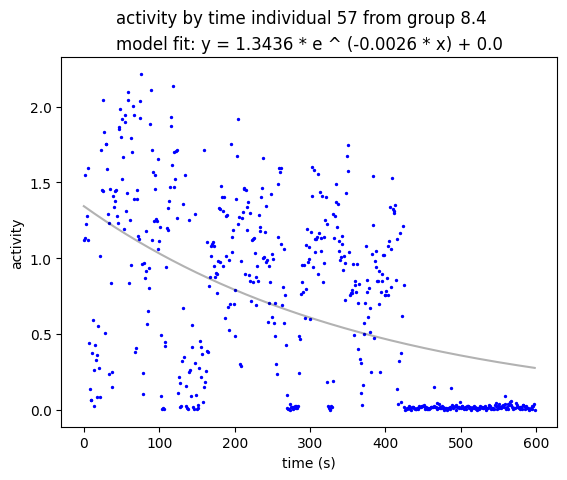 activity by time individual 57 from group 8.4
model fit: y = 1.3436 * e ^ (-0.0026 * x) + 0.0
2.0
1.5
1.0
0.5
0.0
activity
0 100 200 300 400 500 600
time (s)